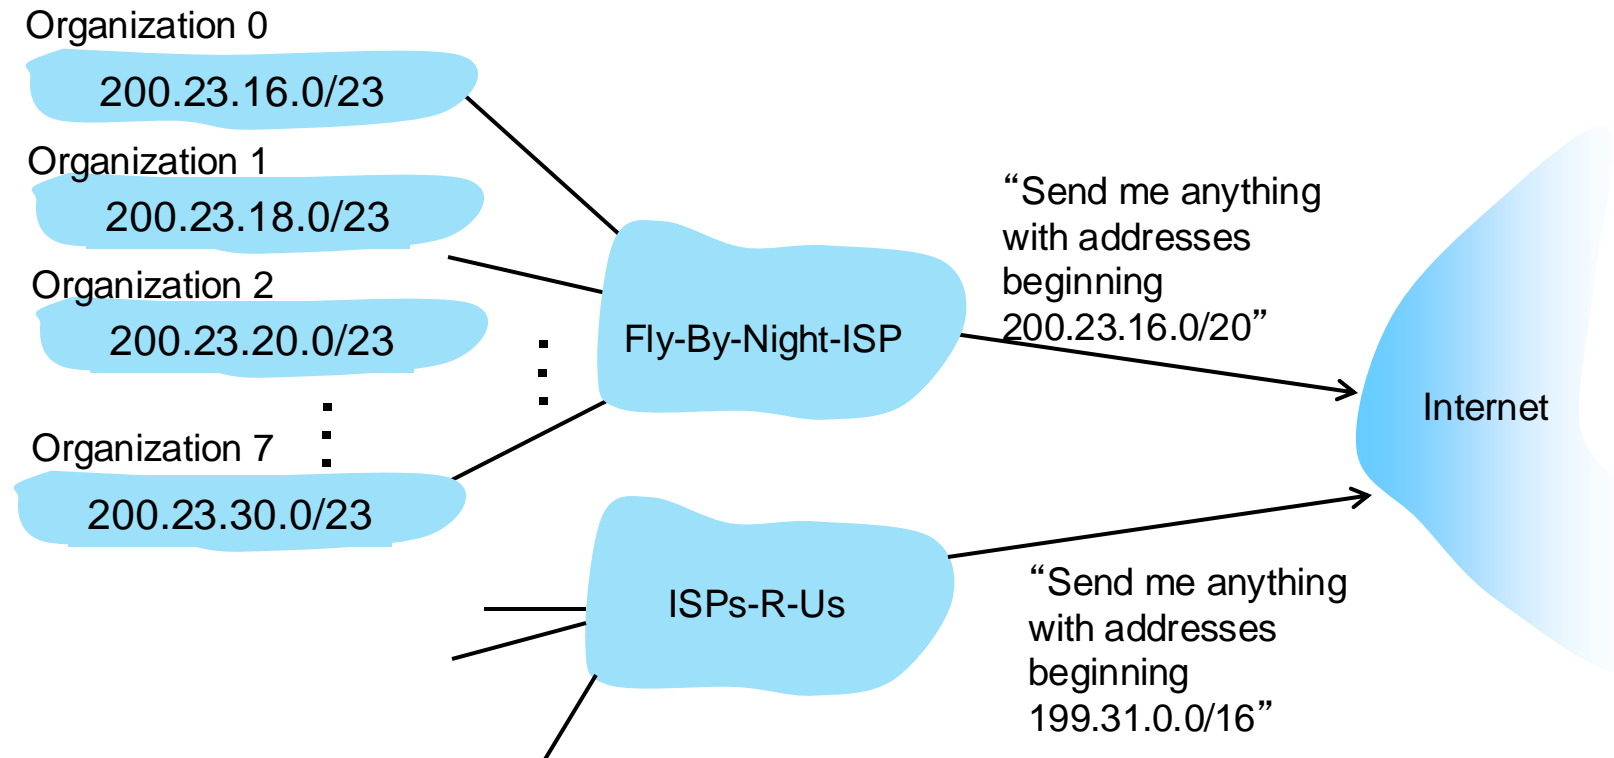 Organization 0
200.23.16.0/23
Organization 1
200.23.18.0/23
Organization 2
200.23.20.0/23
Organization 7
200.23.30.0/23
Fly-By-Night-ISP
“Send me anything
with addresses
beginning
200.23.16.0/20”
Internet
ISPs-R-Us
“Send me anything
with addresses
beginning
199.31.0.0/16”